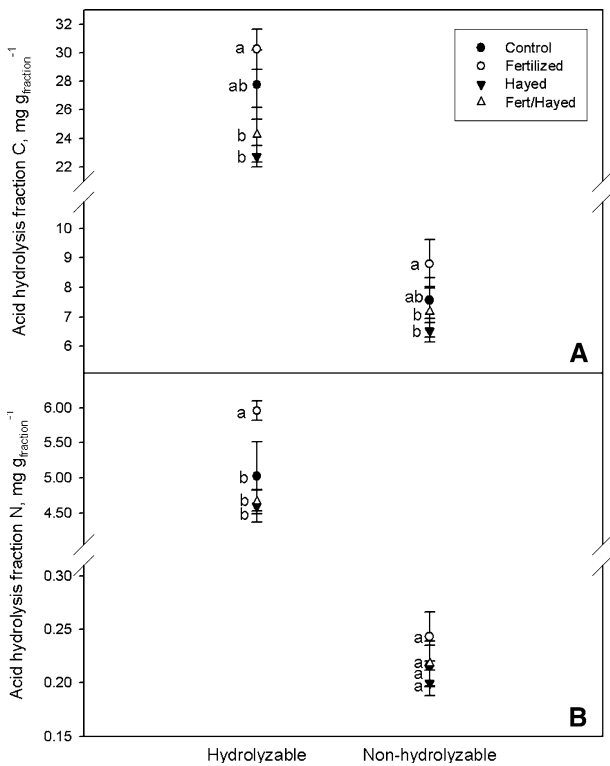 Acid hydrolysis fraction C, mg g fraction⁻¹
32
30
28
26
24
22
10
9
8
7
6
a
ab
b
b
a
ab
b
b
Control
Fertilized
Hayed
Fert/Hayed
A
Acid hydrolysis fraction N, mg g fraction⁻¹
6.00
5.50
5.00
4.50
0.30
0.25
0.20
0.15
a
b
b
b
a
a
a
a
B
Hydrolyzable Non-hydrolyzable